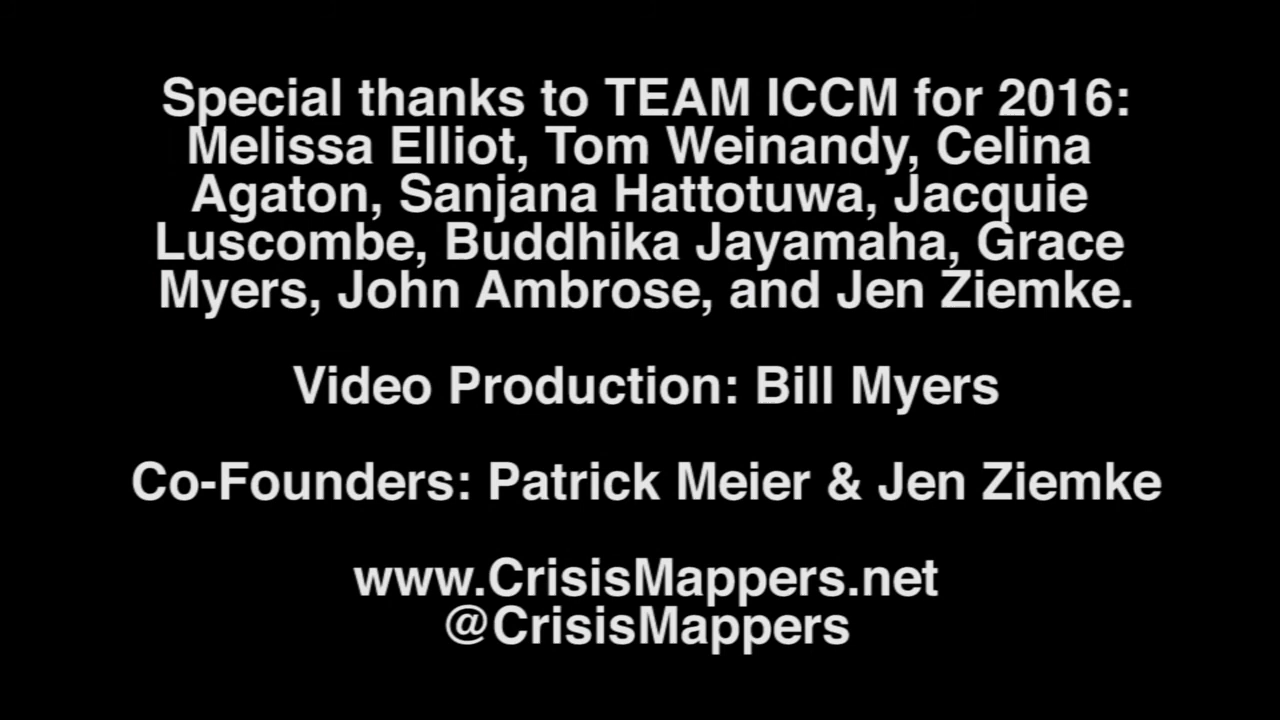 Special thanks to TEAM ICCM for 2016:
Melissa Elliot, Tom Weinandy, Celina
Agaton, Sanjana Hattotuwa, Jacquie
Luscombe, Buddhika Jayamaha, Grace
Myers, John Ambrose, and Jen Ziemke.
Video Production: Bill Myers
Co-Founders: Patrick Meier & Jen Ziemke
www.CrisisMappers.net
@CrisisMappers